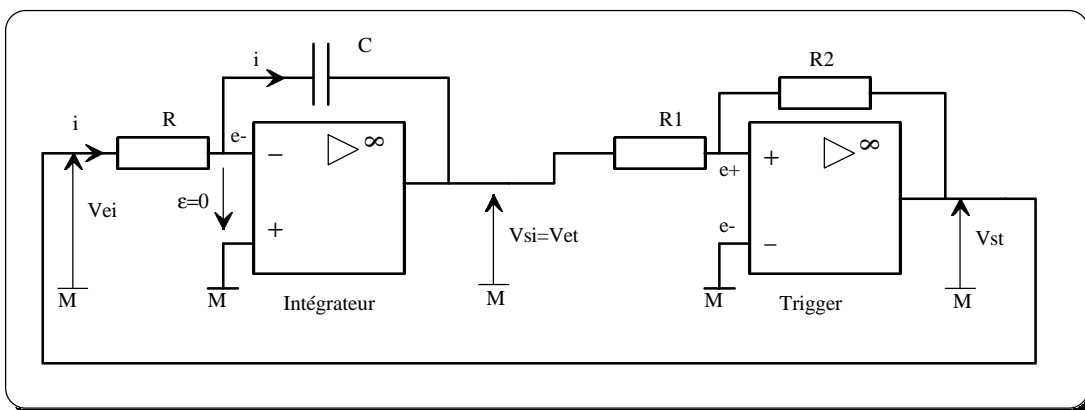 C
i
R2
i
R
R1
e-
−
∞
+
∞
e+
Vei
ε=0
+
Vsi=Vet
e-
−
Vst
M
M
Intégrateur
M
M
Trigger
M